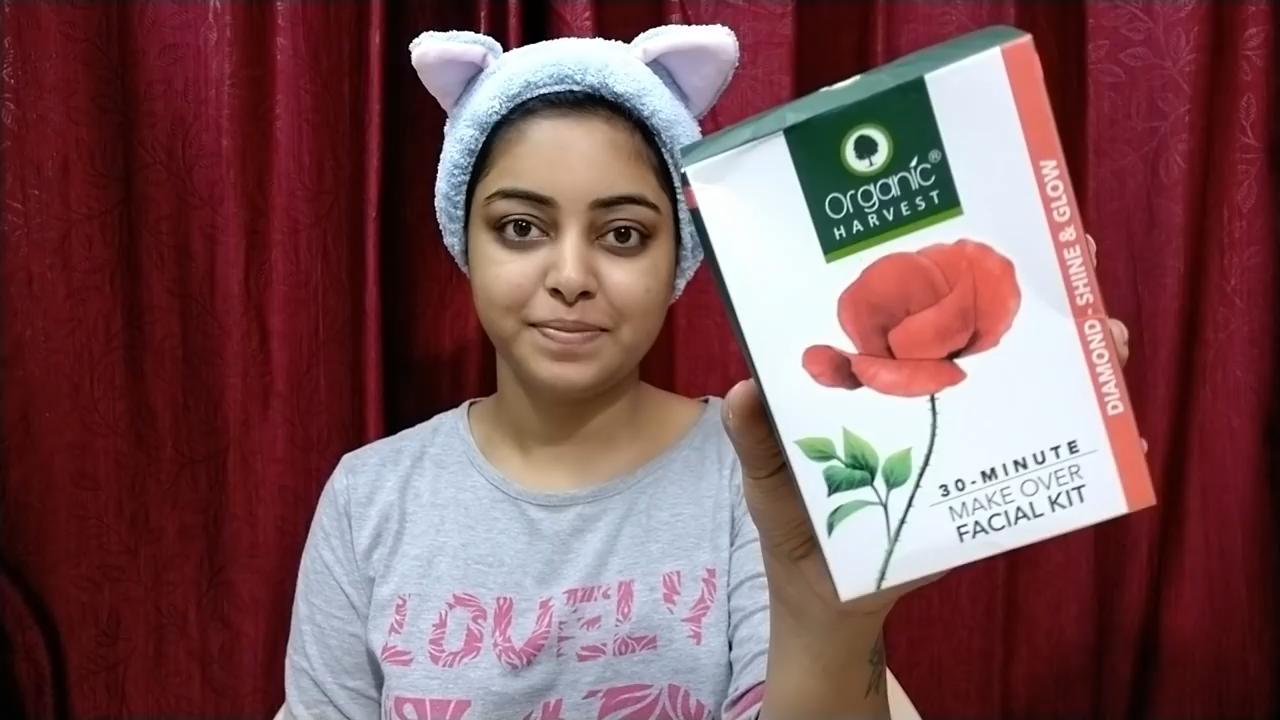 Organic®
HARVEST
DIAMOND - SHINE & GLOW
30-MINUTE
MAKE OVER
FACIAL KIT
LOVELY